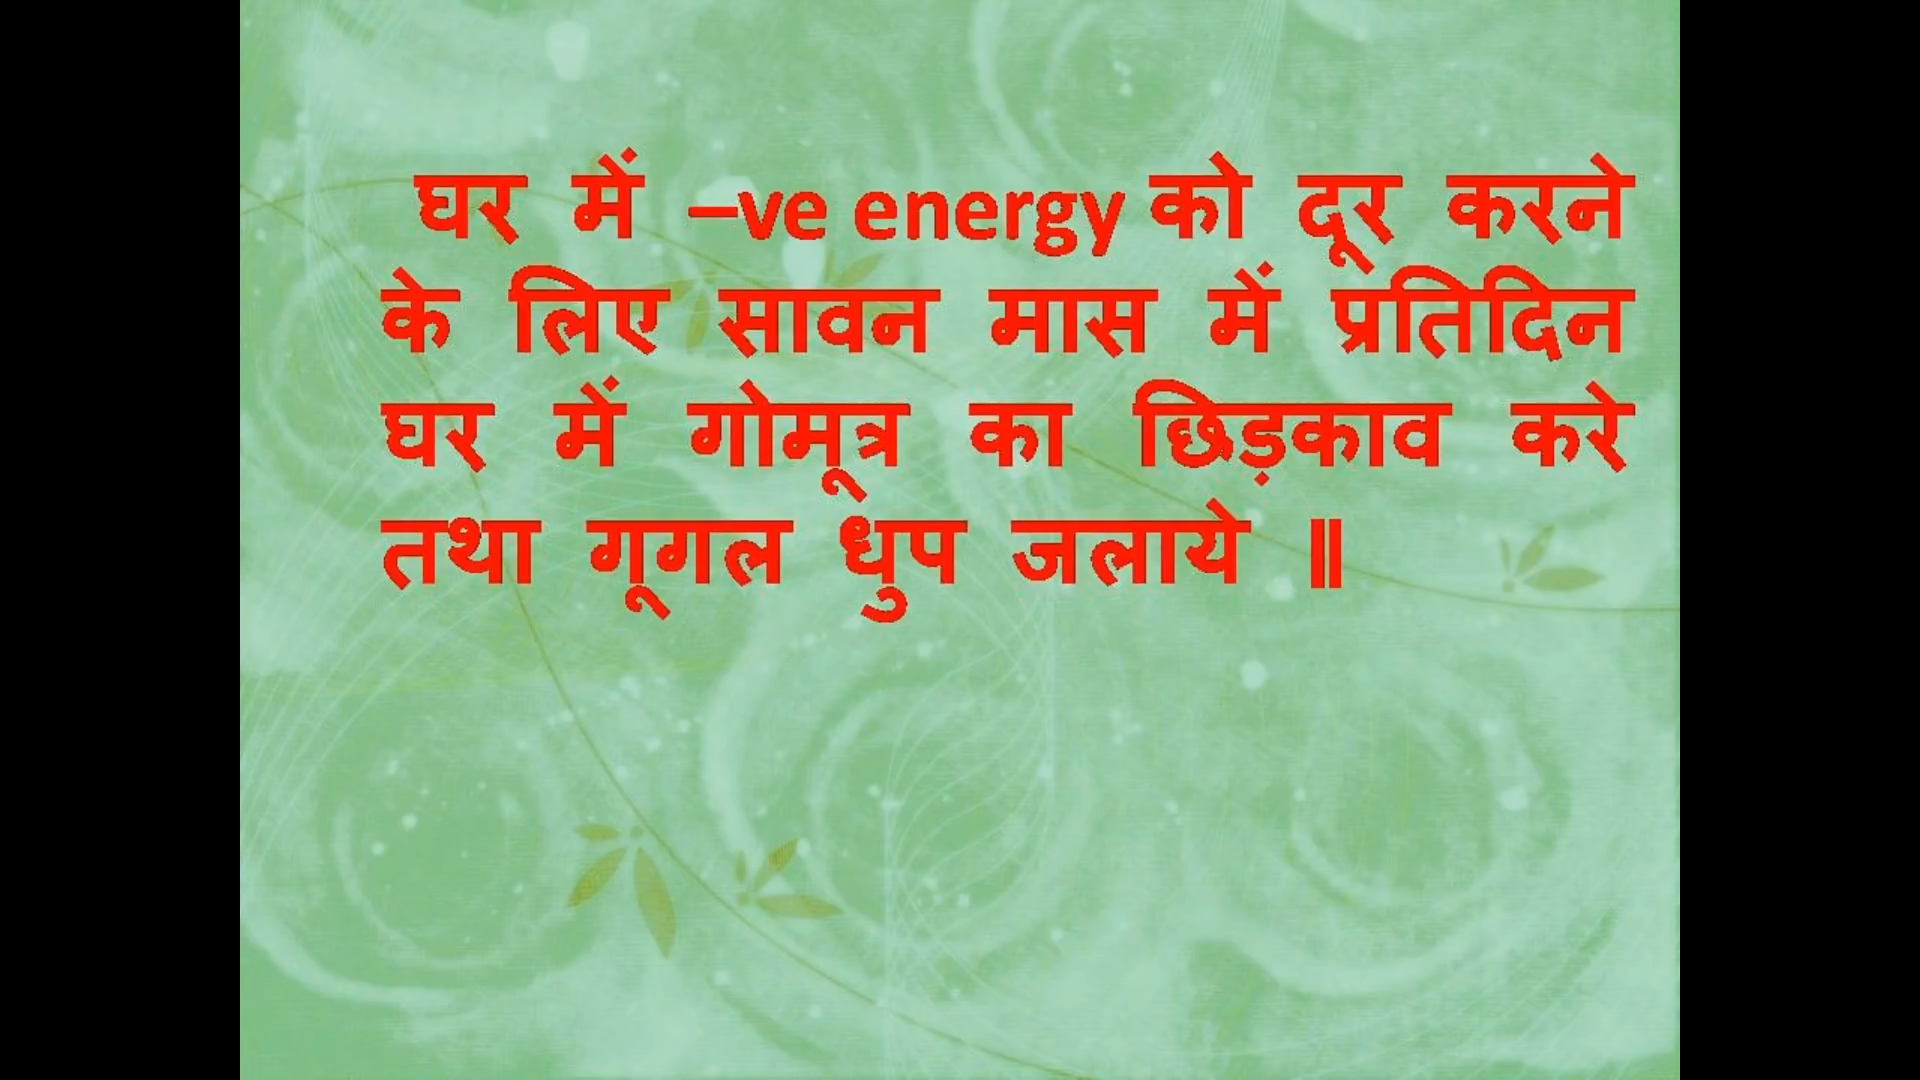 घर में –ve energy को दूर करने
के लिए सावन मास में प्रतिदिन
घर में गोमूत्र का छिड़काव करे
तथा गूगल धुप जलाये ॥